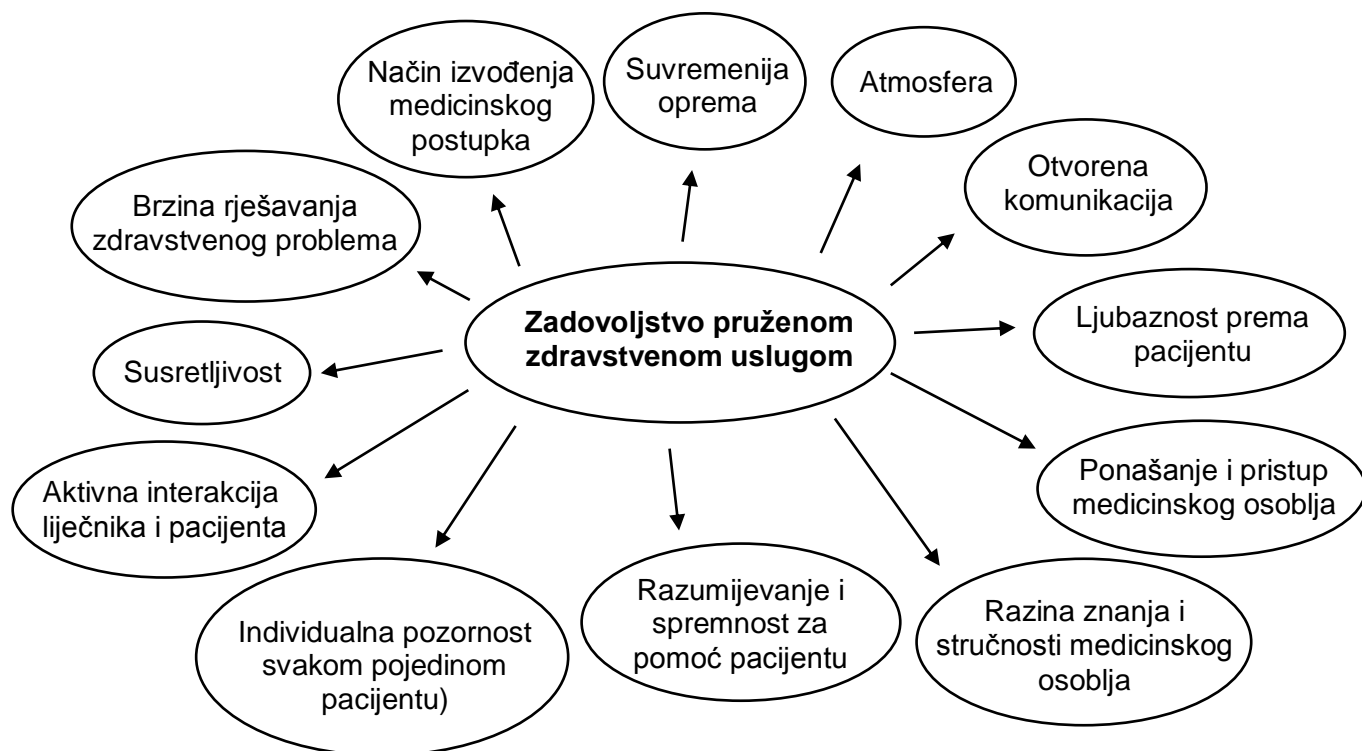 Način izvođenja
medicinskog
postupka
Suvremenija
oprema
Atmosfera
Otvorena
komunikacija
Brzina rješavanja
zdravstvenog problema
Zadovoljstvo pruženom
zdravstvenom uslugom
Ljubaznost prema
pacijentu
Susretljivost
Ponašanje i pristup
medicinskog osoblja
Aktivna interakcija
liječnika i pacijenta
Individualna pozornost
svakom pojedinom
pacijentu)
Razumijevanje i
spremnost za
pomoć pacijentu
Razina znanja i
stručnosti medicinskog
osoblja